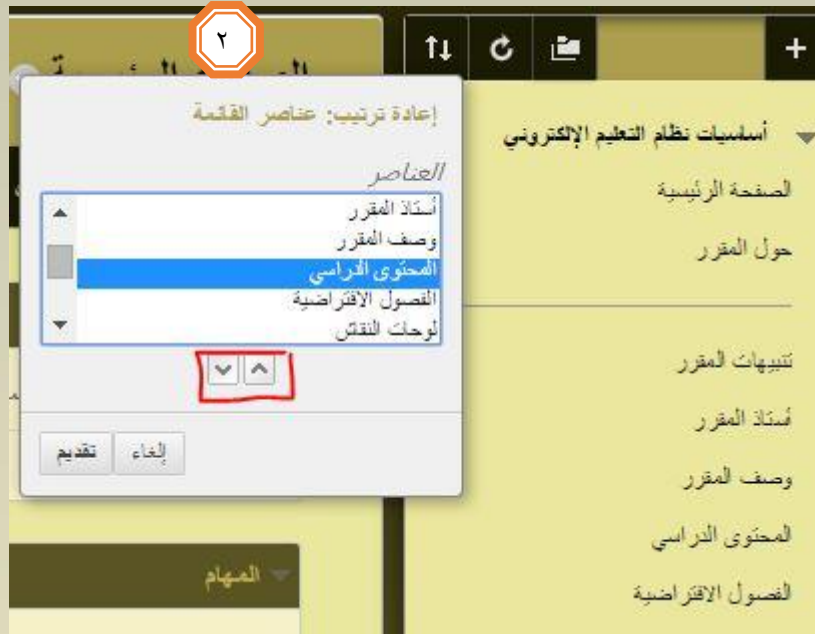 ٢
إعادة ترتيب: عناصر القائمة
العناصر
أستاذ المقرر
وصف المقرر
المحتوى الدراسي
الفصول الافتراضية
لوحات النقاش
إلغاء
تقديم
المهام
أساسيات نظام التعليم الإلكتروني
الصفحة الرئيسية
حول المقرر
تنبيهات المقرر
أستاذ المقرر
وصف المقرر
المحتوى الدراسي
الفصول الافتراضية